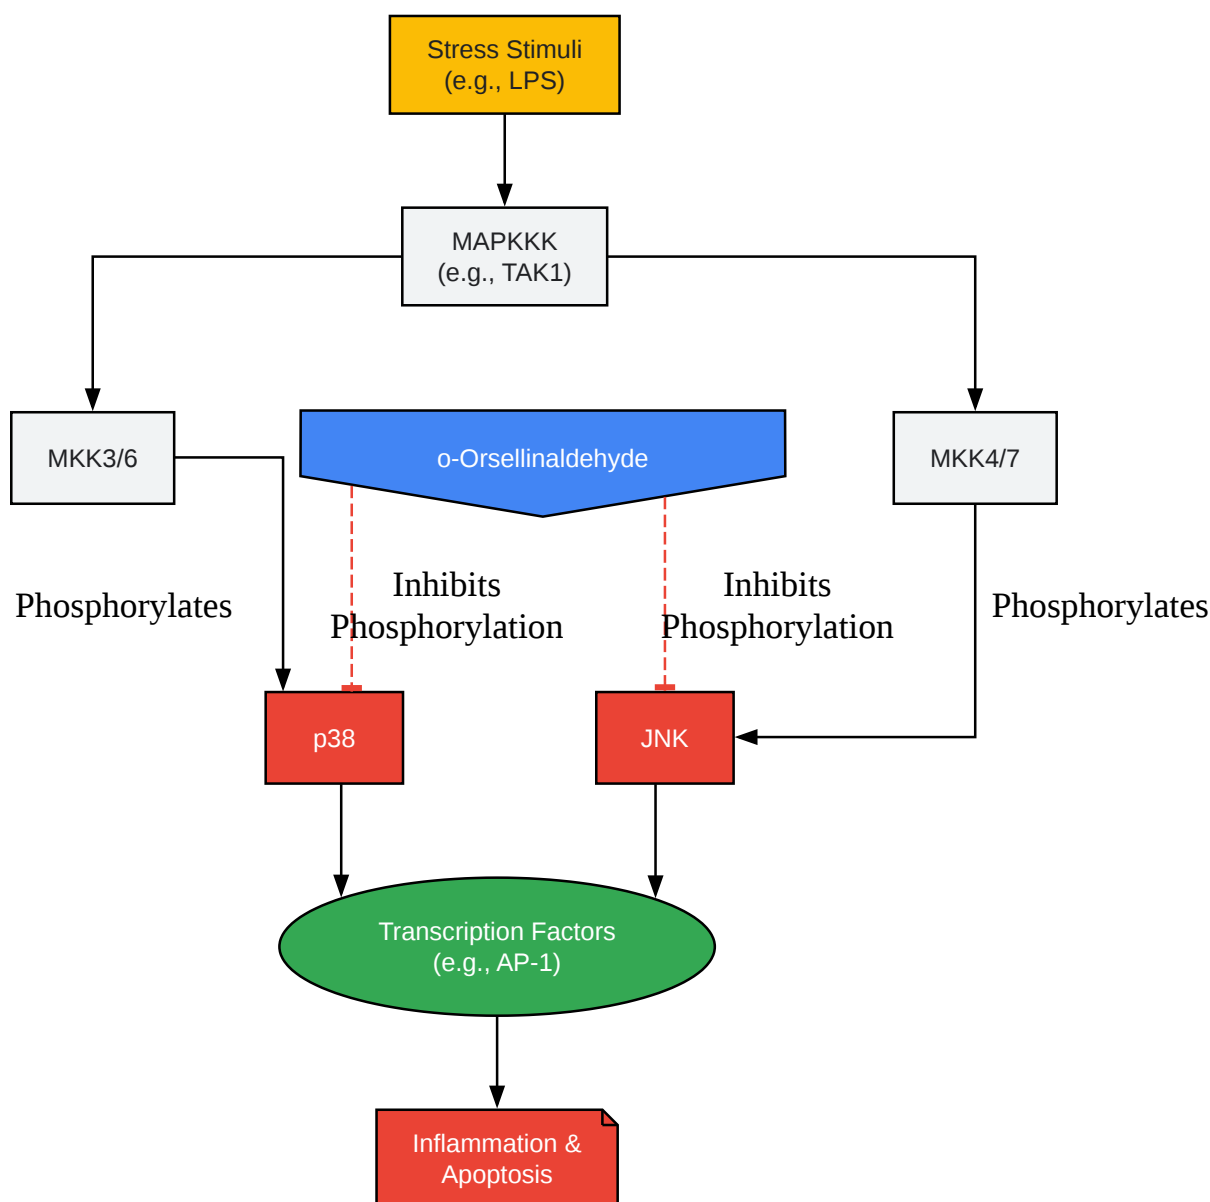 Stress Stimuli
(e.g., LPS)
MAPKKK
(e.g., TAK1)
MKK3/6
o-Orsellinaldehyde
MKK4/7
Phosphorylates
Inhibits
Phosphorylation
Inhibits
Phosphorylation
Phosphorylates
p38
JNK
Transcription Factors
(e.g., AP-1)
Inflammation &
Apoptosis